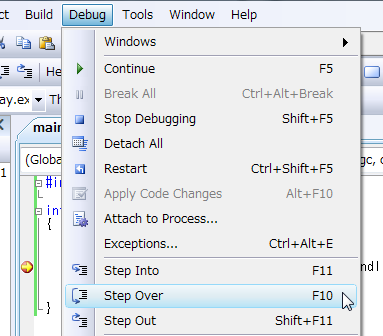 ct Build Debug Tools Window Help
Windows
Continue F5
Break All Ctrl+Alt+Break
Stop Debugging Shift+F5
Detach All
Restart Ctrl+Shift+F5
Apply Code Changes Alt+F10
Attach to Process...
Exceptions... Ctrl+Alt+E
Step Into F11
Step Over F10
Step Out Shift+F11
ay.ex Th
main
(Globa
gc, c
#in
int
{
ndl
}
1